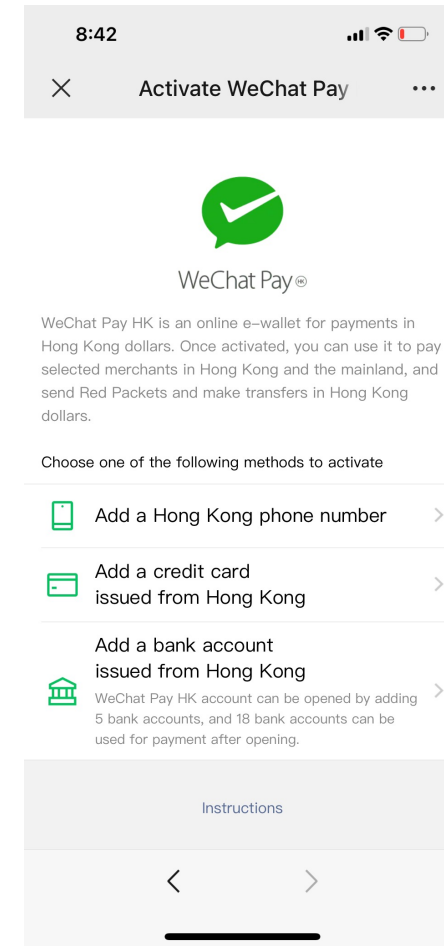 8:42
Activate WeChat Pay
WeChat Pay HK
WeChat Pay HK is an online e-wallet for payments in
Hong Kong dollars. Once activated, you can use it to pay
selected merchants in Hong Kong and the mainland, and
send Red Packets and make transfers in Hong Kong
dollars.
Choose one of the following methods to activate
Add a Hong Kong phone number
Add a credit card
issued from Hong Kong
Add a bank account
issued from Hong Kong
WeChat Pay HK account can be opened by adding
5 bank accounts, and 18 bank accounts can be
used for payment after opening.
Instructions